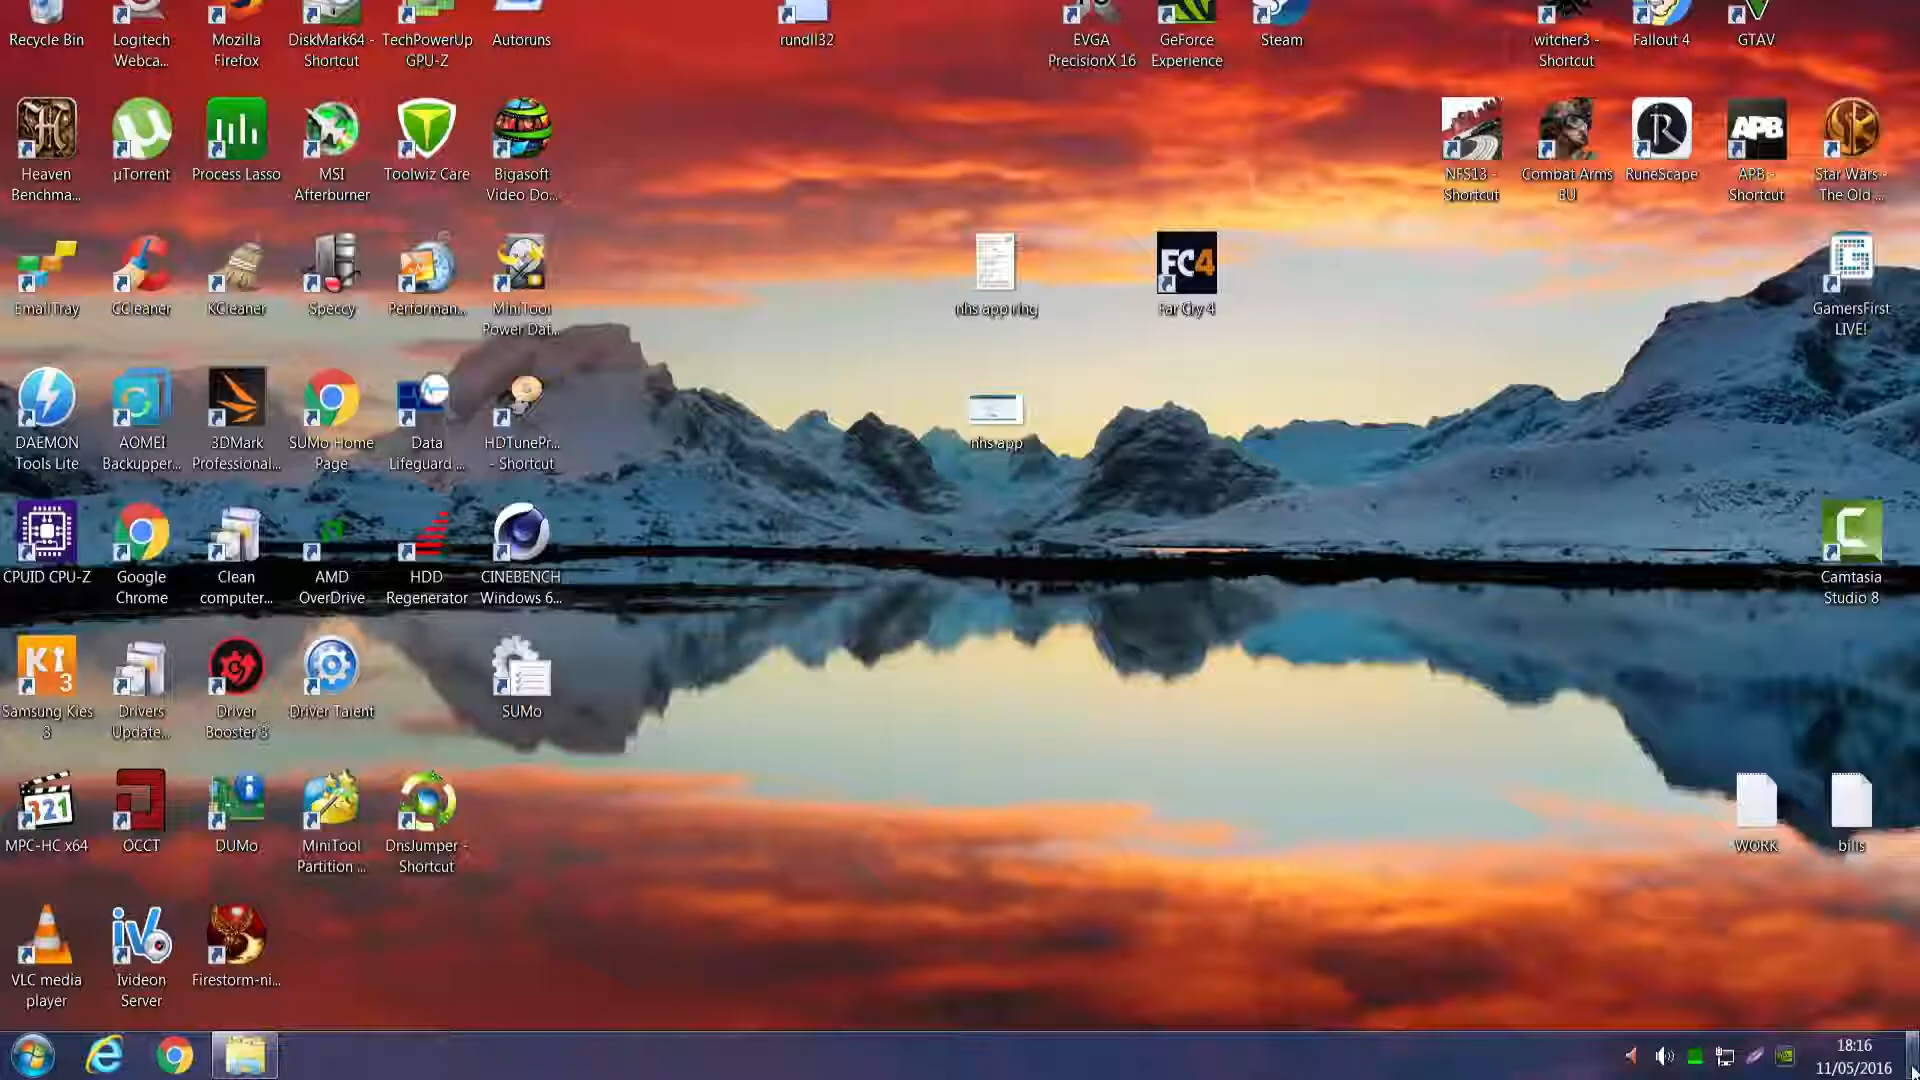 Recycle Bin
Logitech
Webca...
Mozilla
Firefox
DiskMark64 -
Shortcut
TechPowerUp
GPU-Z
Autoruns
rundll32
EVGA
PrecisionX 16
GeForce
Experience
Steam
witcher3 -
Shortcut
Fallout 4
GTAV
Heaven
Benchma...
µTorrent
Process Lasso
MSI
Afterburner
Toolwiz Care
Bigasoft
Video Do...
NFS13 -
Shortcut
Combat Arms
EU
RuneScape
APB
APB -
Shortcut
Star Wars -
The Old ...
EmailTray
CCleaner
KCleaner
Speccy
Performan...
MiniTool
Power Dat...
nhs app ring
FC4
Far Cry 4
GamersFirst
LIVE!
DAEMON
Tools Lite
AOMEI
Backupper...
3DMark
Professional...
SUMo Home
Page
Data
Lifeguard ...
HDTunePr...
- Shortcut
nhs app
CPUID CPU-Z
Google
Chrome
Clean
computer...
AMD
OverDrive
HDD
Regenerator
CINEBENCH
Windows 6...
Camtasia
Studio 8
Samsung Kies
3
Drivers
Update...
Driver
Booster 3
Driver Talent
SUMo
321
MPC-HC x64
OCCT
DUMo
MiniTool
Partition ...
DnsJumper -
Shortcut
WORK
bills
VLC media
player
Ivideon
Server
Firestorm-ni...
18:16
11/05/2016